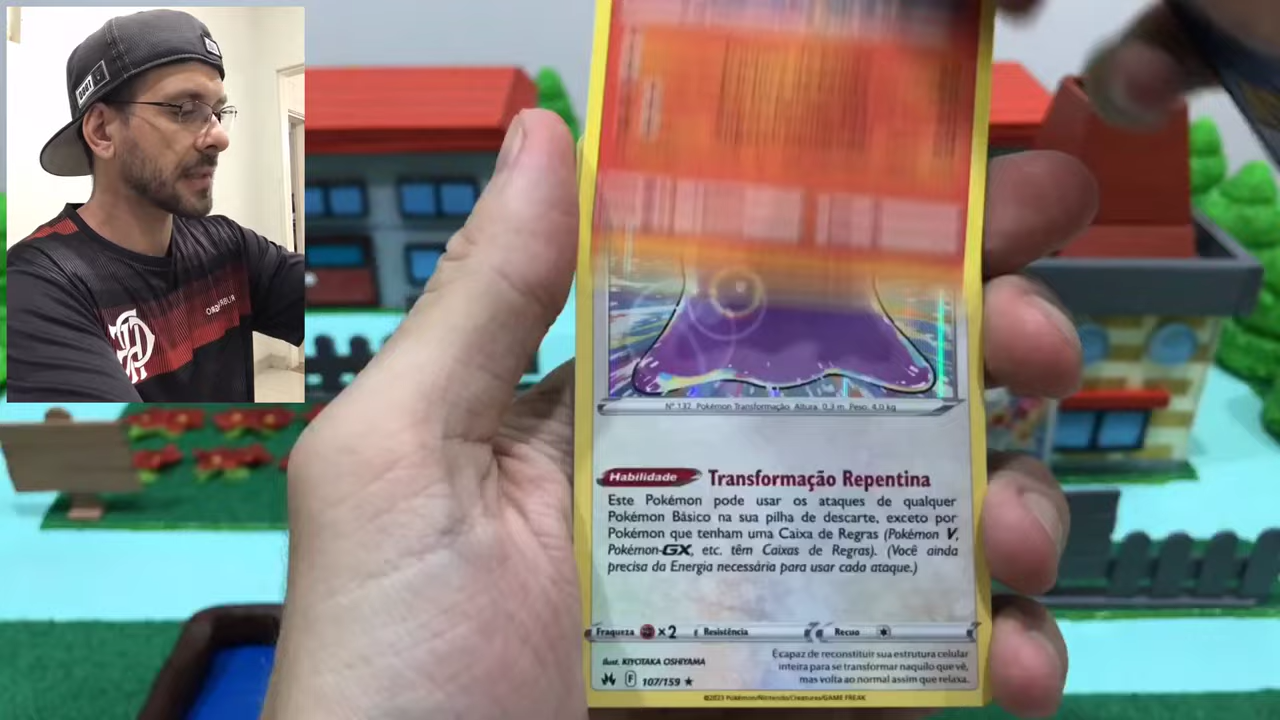 Nº 132 Pokémon Transformação Altura: 0,3 m Peso: 4,0 kg
Habilidade Transformação Repentina
Este Pokémon pode usar os ataques de qualquer
Pokémon Básico na sua pilha de descarte, exceto por
Pokémon que tenham uma Caixa de Regras (Pokémon V,
Pokémon-GX, etc. têm Caixas de Regras). (Você ainda
precisa da Energia necessária para usar cada ataque.)
Fraqueza ×2 Resistência Recuo
Ilust. KIYOTAKA OSHIYAMA
F 107/159 ★
É capaz de reconstituir sua estrutura celular
inteira para se transformar naquilo que vê,
mas volta ao normal assim que relaxa.
©2023 Pokémon/Nintendo/Creatures/GAME FREAK